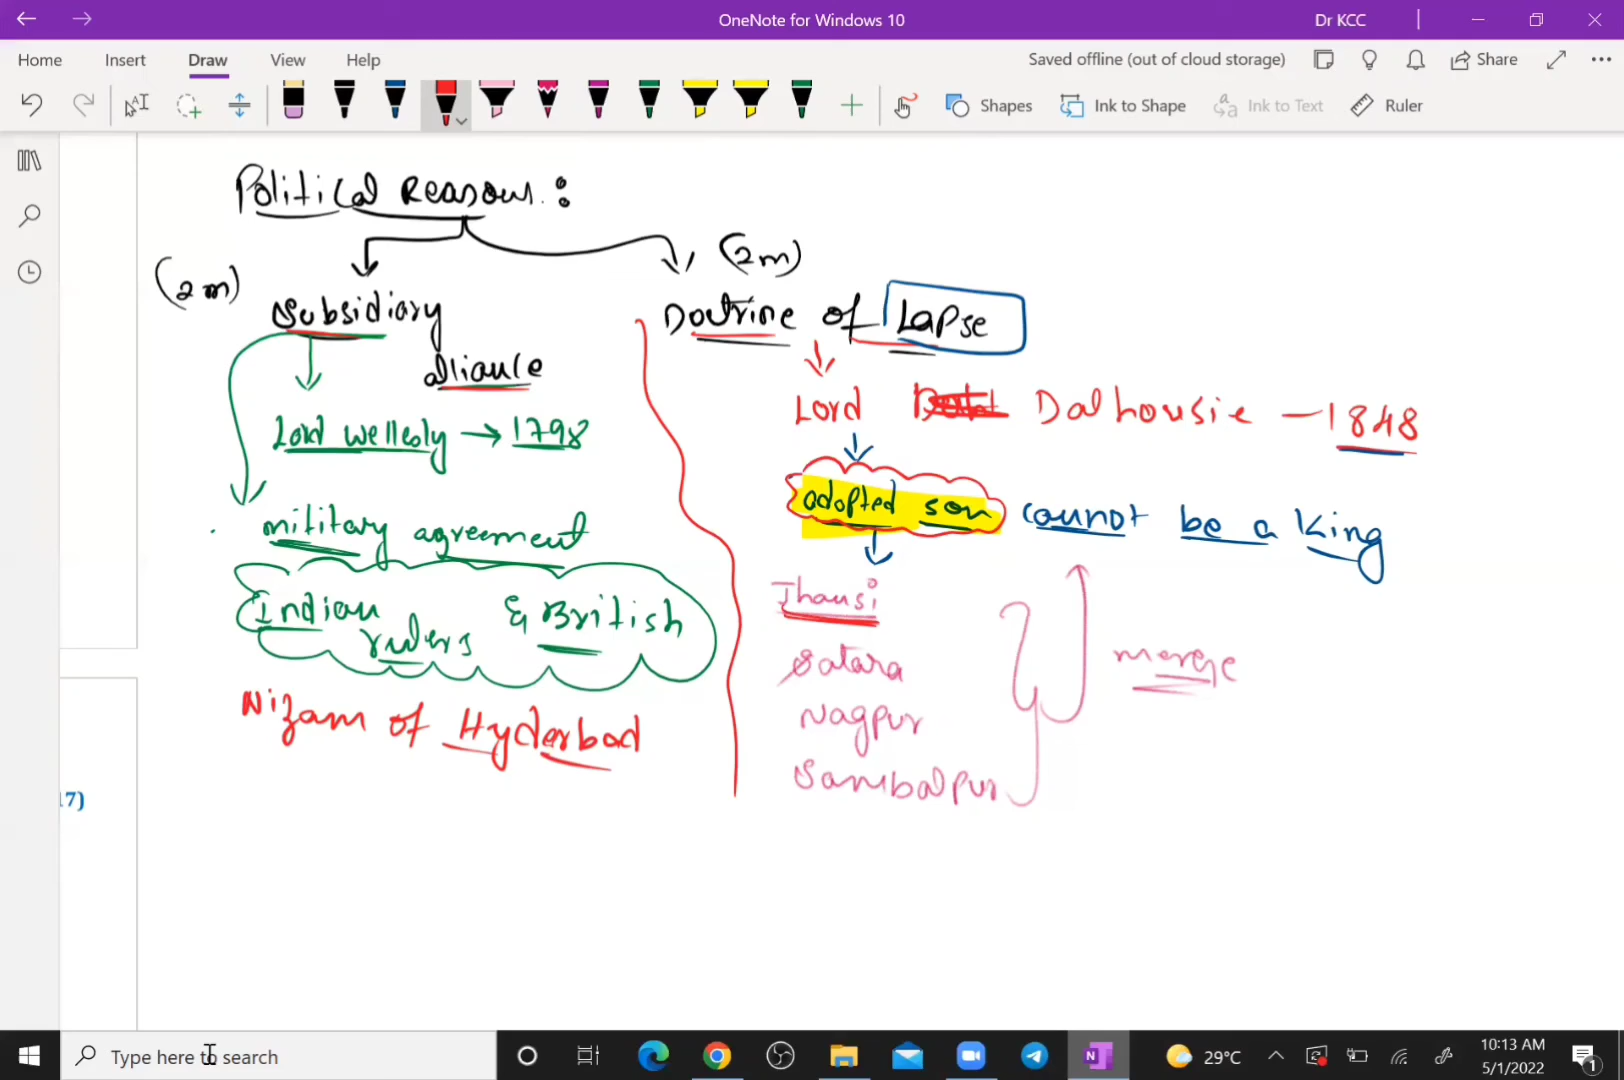 OneNote for Windows 10
Dr KCC
Home Insert Draw View Help
Saved offline (out of cloud storage)
Share
Shapes
Ink to Shape
Ink to Text
Ruler
Political Reasons :
(2m)
Subsidiary
Alliance
Lord wellesly → 1798
military agreement
Indian rulers & British
Nizam of Hyderbad
(2m)
Doctrine of Lapse
Lord Dalhousie – 1848
adopted son cannot be a King
Jhansi
Satara
Nagpur
Sambalpur
merge
17)
Type here to search
29°C
10:13 AM
5/1/2022
1